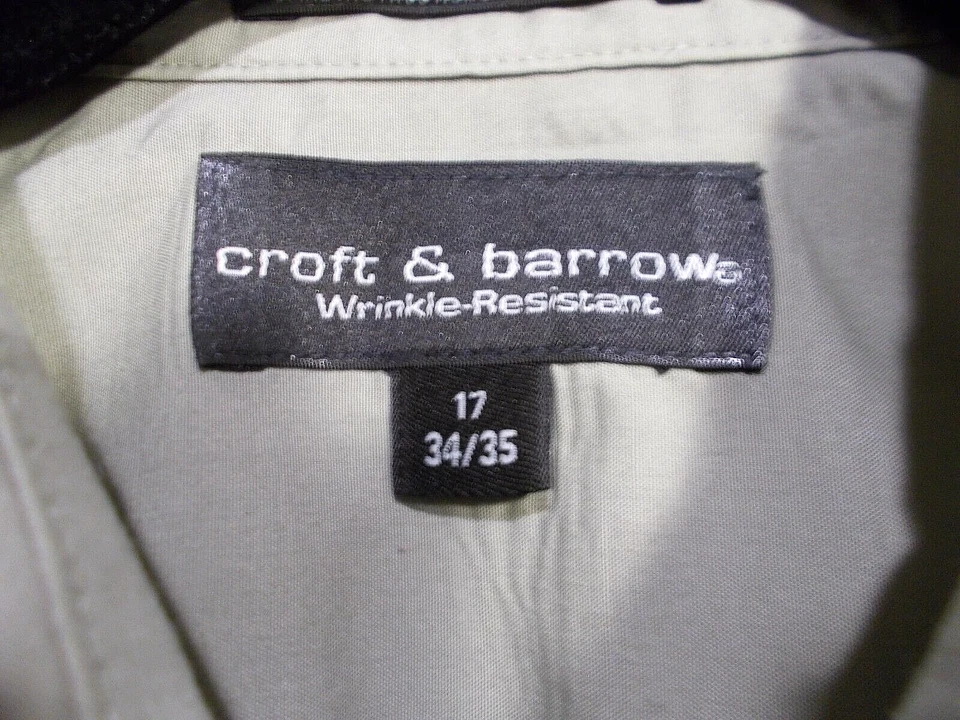 croft & barrow®
Wrinkle-Resistant
17
34/35